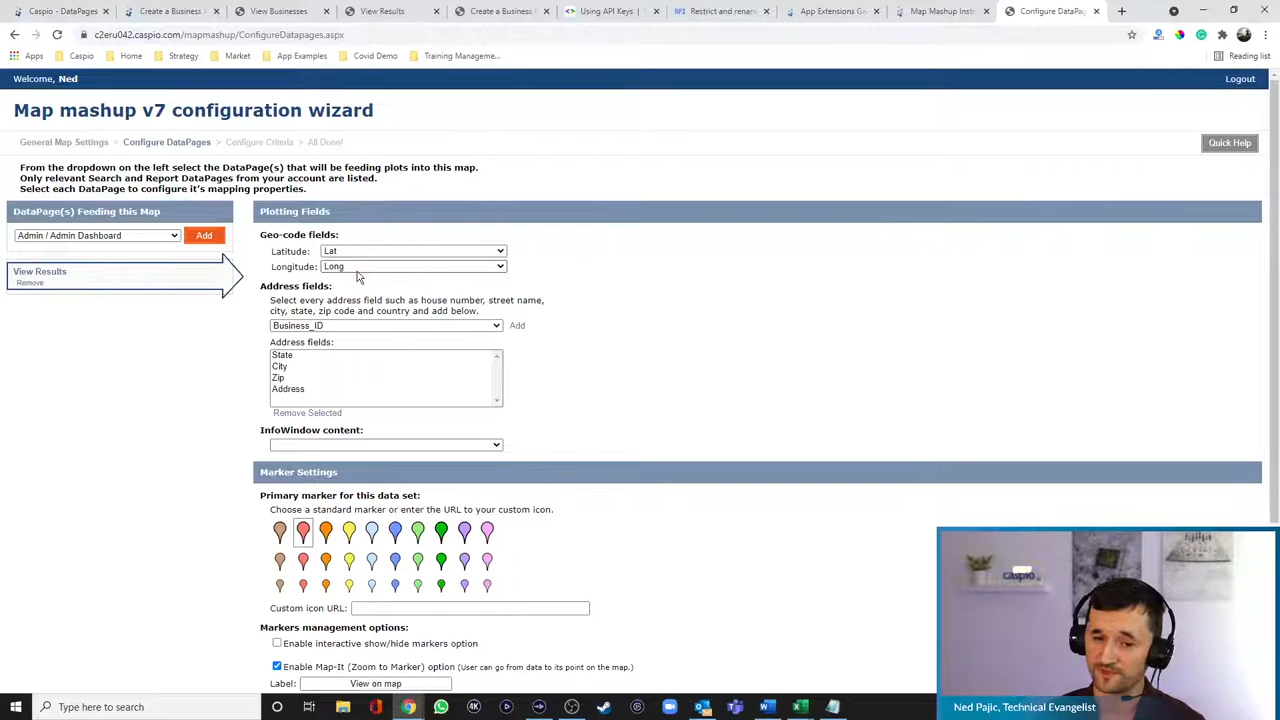 Caspio - DataPages
Create a Business
View Businesses
View Results
Create a Business
Using API Keys
Restrict and rename
App Extensions Ga
Map Mashup Inst
Configure DataPag
c2eru042.caspio.com/mapmashup/ConfigureDatapages.aspx
Apps
Caspio
Home
Strategy
Market
App Examples
Covid Demo
Training Manageme...
Reading list
Welcome, Ned
Logout
Map mashup v7 configuration wizard
General Map Settings
Configure DataPages
Configure Criteria
All Done!
Quick Help
From the dropdown on the left select the DataPage(s) that will be feeding plots into this map.
Only relevant Search and Report DataPages from your account are listed.
Select each DataPage to configure it's mapping properties.
DataPage(s) Feeding this Map
Admin / Admin Dashboard
Add
View Results
Remove
Plotting Fields
Geo-code fields:
Latitude: Lat
Longitude: Long
Address fields:
Select every address field such as house number, street name,
city, state, zip code and country and add below.
Business_ID
Add
Address fields:
State
City
Zip
Address
Remove Selected
InfoWindow content:
Marker Settings
Primary marker for this data set:
Choose a standard marker or enter the URL to your custom icon.
Custom icon URL:
Markers management options:
Enable interactive show/hide markers option
Enable Map-It (Zoom to Marker) option (User can go from data to its point on the map.)
Label: View on map
caspio
Ned Pajic, Technical Evangelist
Type here to search